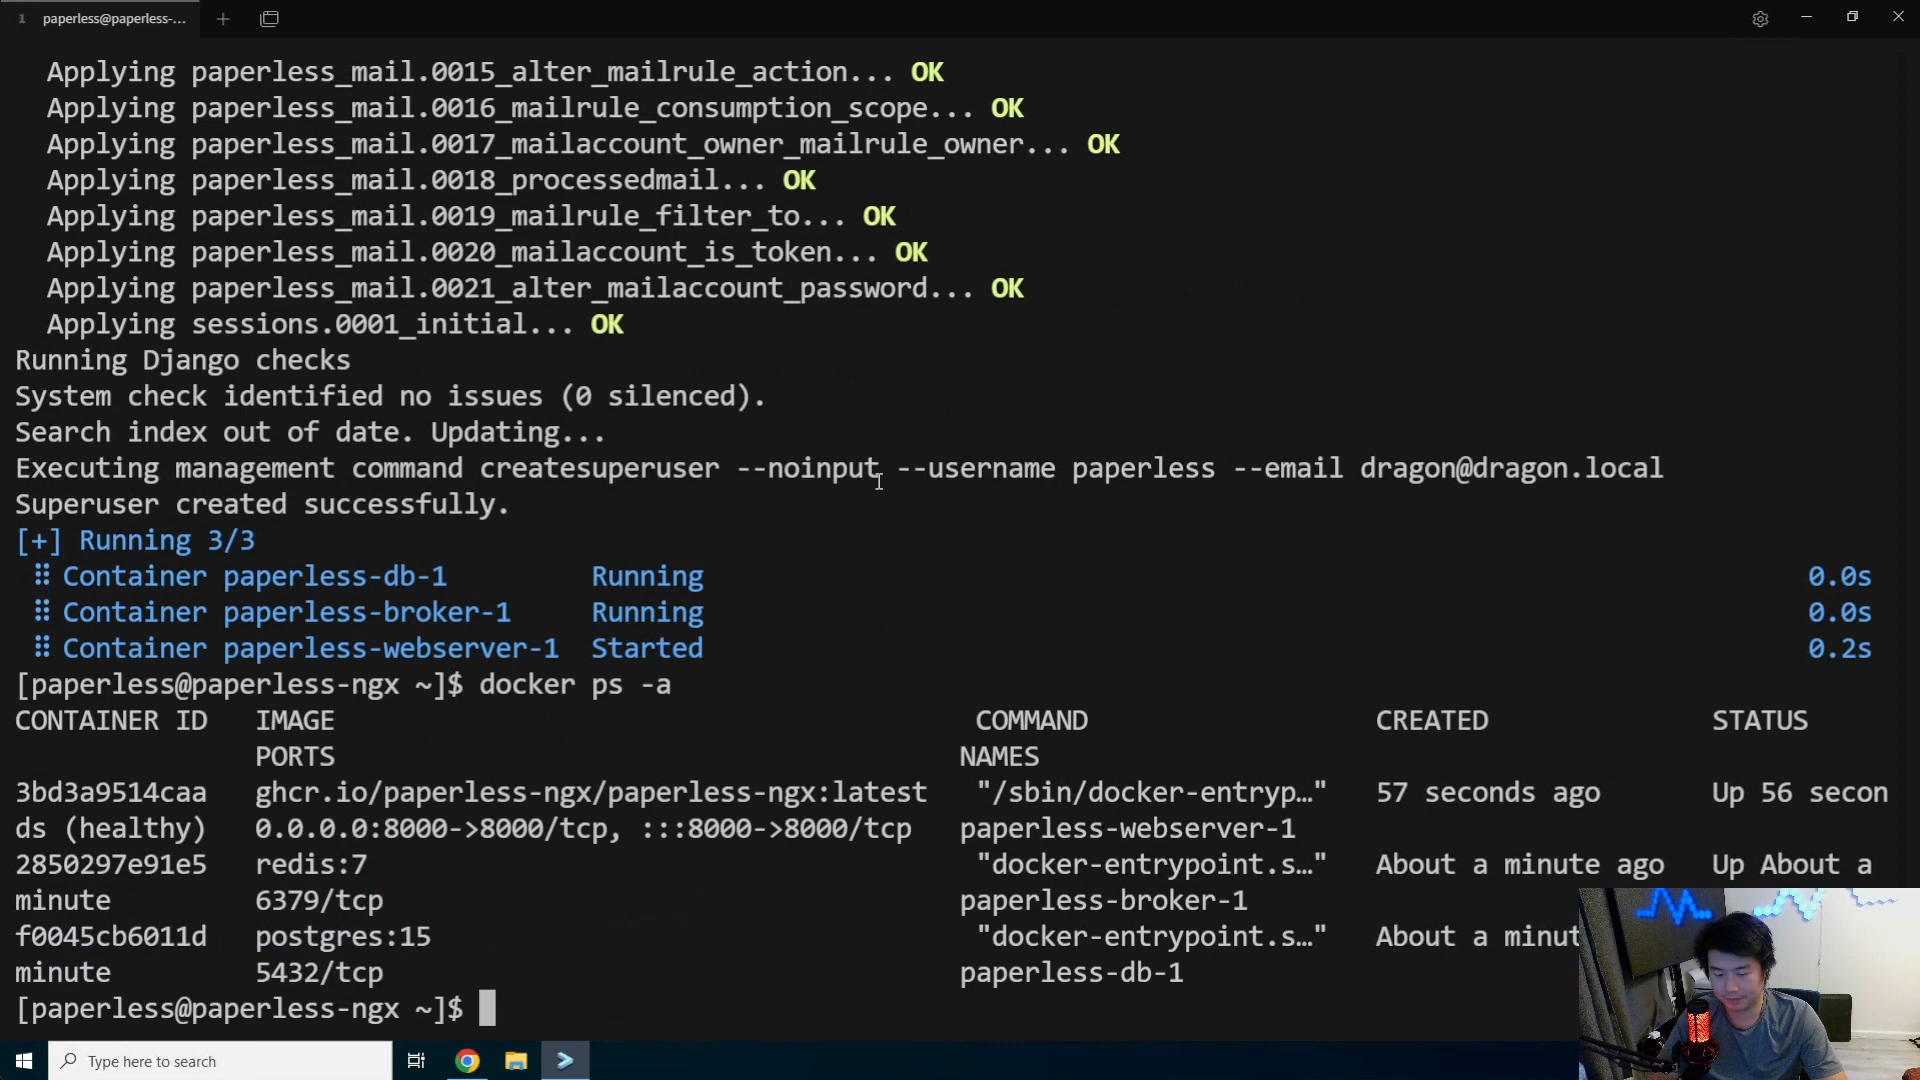 1 paperless@paperless-...
Applying paperless_mail.0015_alter_mailrule_action... OK
Applying paperless_mail.0016_mailrule_consumption_scope... OK
Applying paperless_mail.0017_mailaccount_owner_mailrule_owner... OK
Applying paperless_mail.0018_processedmail... OK
Applying paperless_mail.0019_mailrule_filter_to... OK
Applying paperless_mail.0020_mailaccount_is_token... OK
Applying paperless_mail.0021_alter_mailaccount_password... OK
Applying sessions.0001_initial... OK
Running Django checks
System check identified no issues (0 silenced).
Search index out of date. Updating...
Executing management command createsuperuser --noinput --username paperless --email dragon@dragon.local
Superuser created successfully.
[+] Running 3/3
⠿ Container paperless-db-1 Running 0.0s
⠿ Container paperless-broker-1 Running 0.0s
⠿ Container paperless-webserver-1 Started 0.2s
[paperless@paperless-ngx ~]$ docker ps -a
CONTAINER ID IMAGE COMMAND CREATED STATUS
PORTS NAMES
3bd3a9514caa ghcr.io/paperless-ngx/paperless-ngx:latest "/sbin/docker-entryp…" 57 seconds ago Up 56 secon
ds (healthy) 0.0.0.0:8000->8000/tcp, :::8000->8000/tcp paperless-webserver-1
2850297e91e5 redis:7 "docker-entrypoint.s…" About a minute ago Up About a
minute 6379/tcp paperless-broker-1
f0045cb6011d postgres:15 "docker-entrypoint.s…" About a minut
minute 5432/tcp paperless-db-1
[paperless@paperless-ngx ~]$
Type here to search